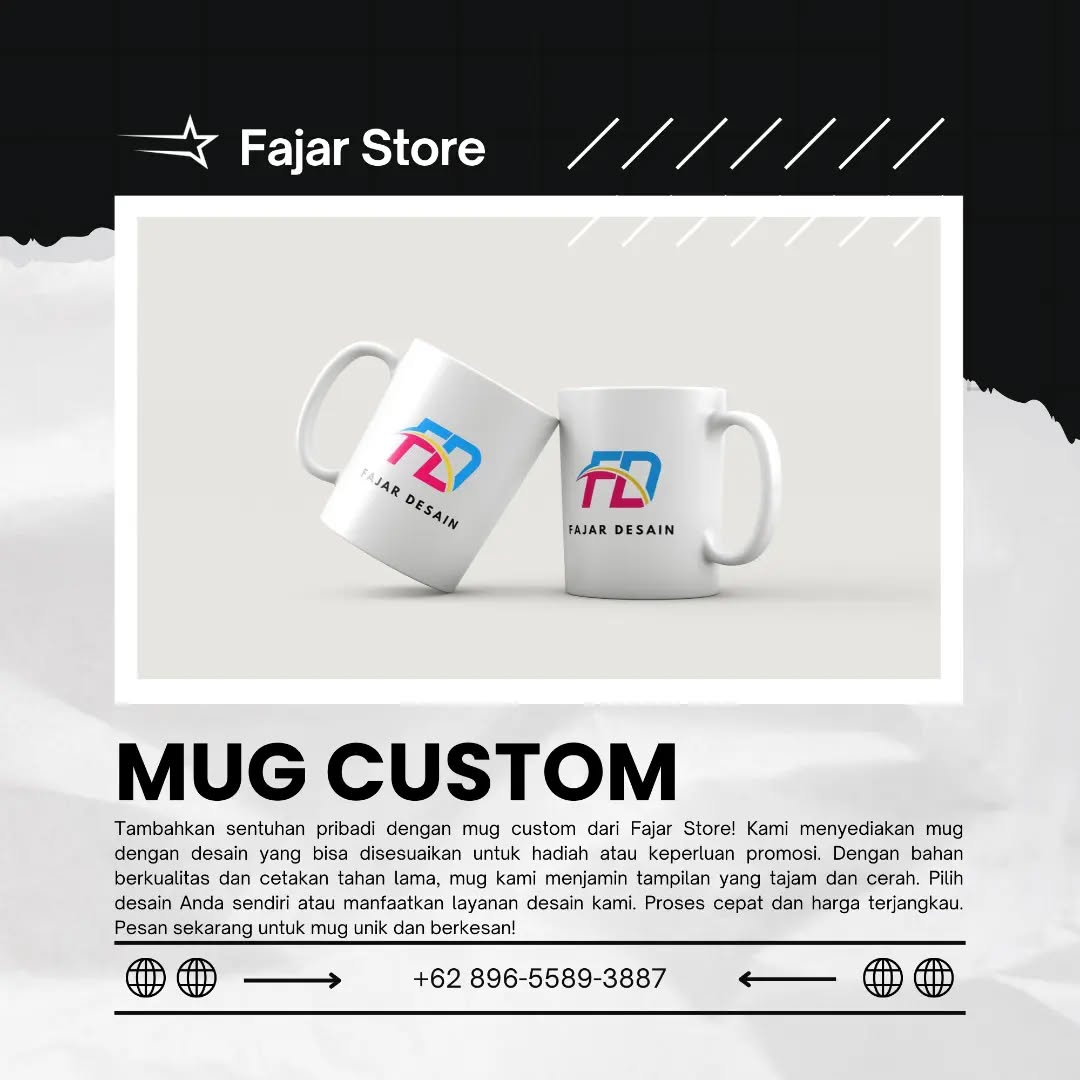 Fajar Store
FD
FAJAR DESAIN
FD
FAJAR DESAIN
MUG CUSTOM
Tambahkan sentuhan pribadi dengan mug custom dari Fajar Store! Kami menyediakan mug
dengan desain yang bisa disesuaikan untuk hadiah atau keperluan promosi. Dengan bahan
berkualitas dan cetakan tahan lama, mug kami menjamin tampilan yang tajam dan cerah. Pilih
desain Anda sendiri atau manfaatkan layanan desain kami. Proses cepat dan harga terjangkau.
Pesan sekarang untuk mug unik dan berkesan!
+62 896-5589-3887